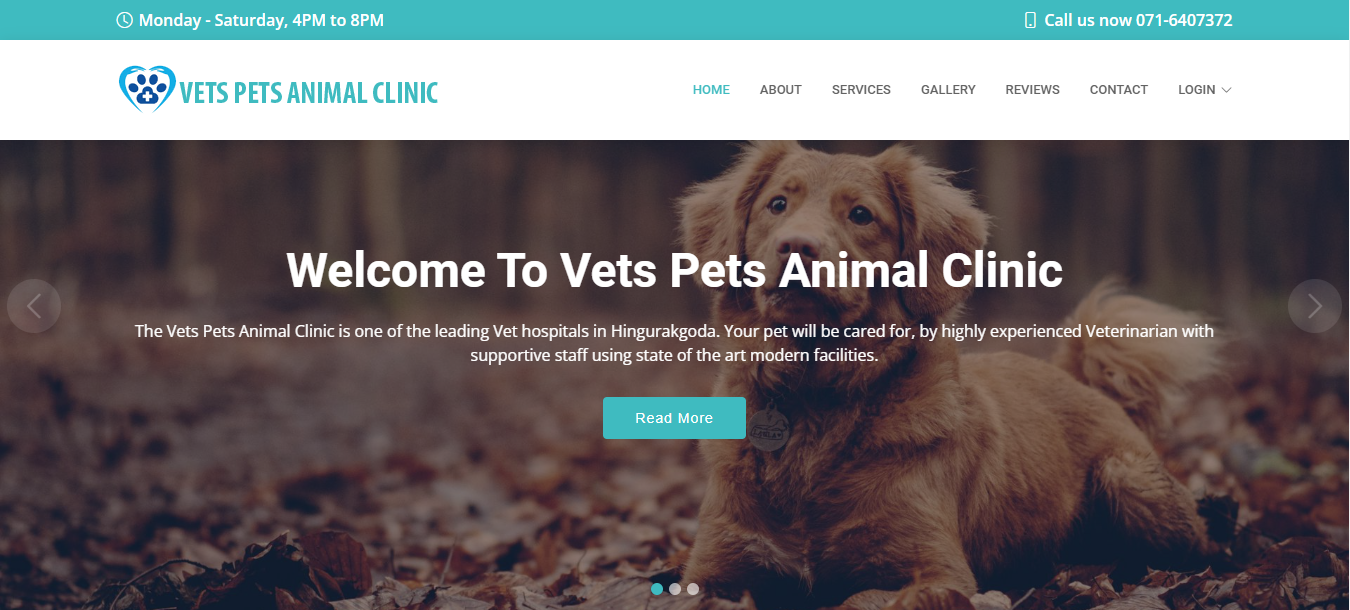 Monday - Saturday, 4PM to 8PM
Call us now 071-6407372
VETS PETS ANIMAL CLINIC
HOME ABOUT SERVICES GALLERY REVIEWS CONTACT LOGIN
Welcome To Vets Pets Animal Clinic
The Vets Pets Animal Clinic is one of the leading Vet hospitals in Hingurakgoda. Your pet will be cared for, by highly experienced Veterinarian with
supportive staff using state of the art modern facilities.
Read More